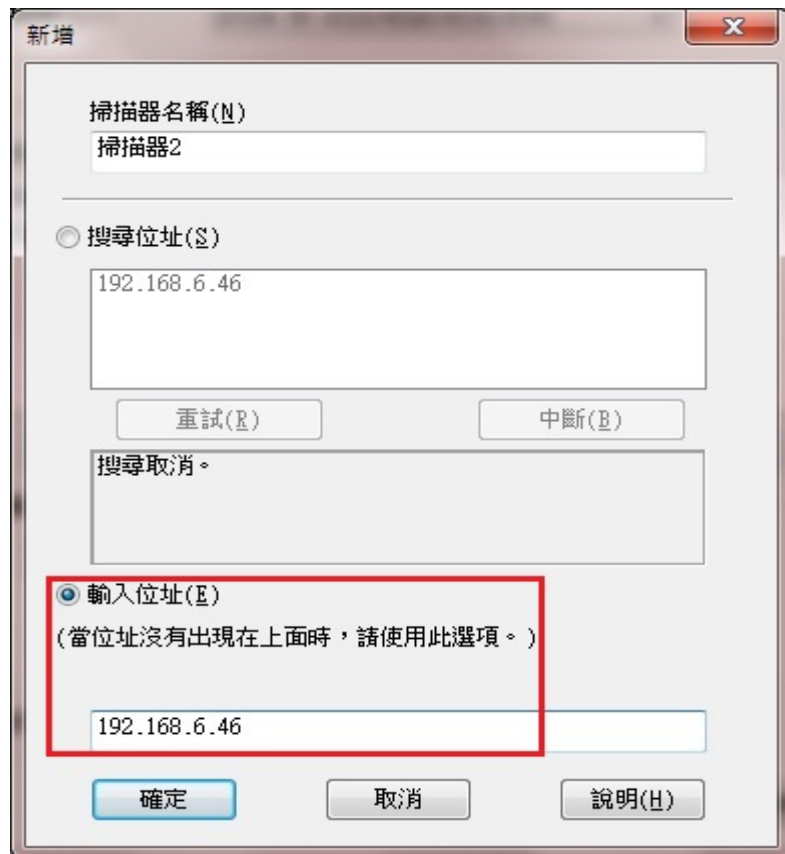 新增
掃描器名稱(N)
掃描器2
搜尋位址(S)
192.168.6.46
重試(R)
中斷(B)
搜尋取消。
輸入位址(E)
(當位址沒有出現在上面時，請使用此選項。)
192.168.6.46
確定
取消
說明(H)